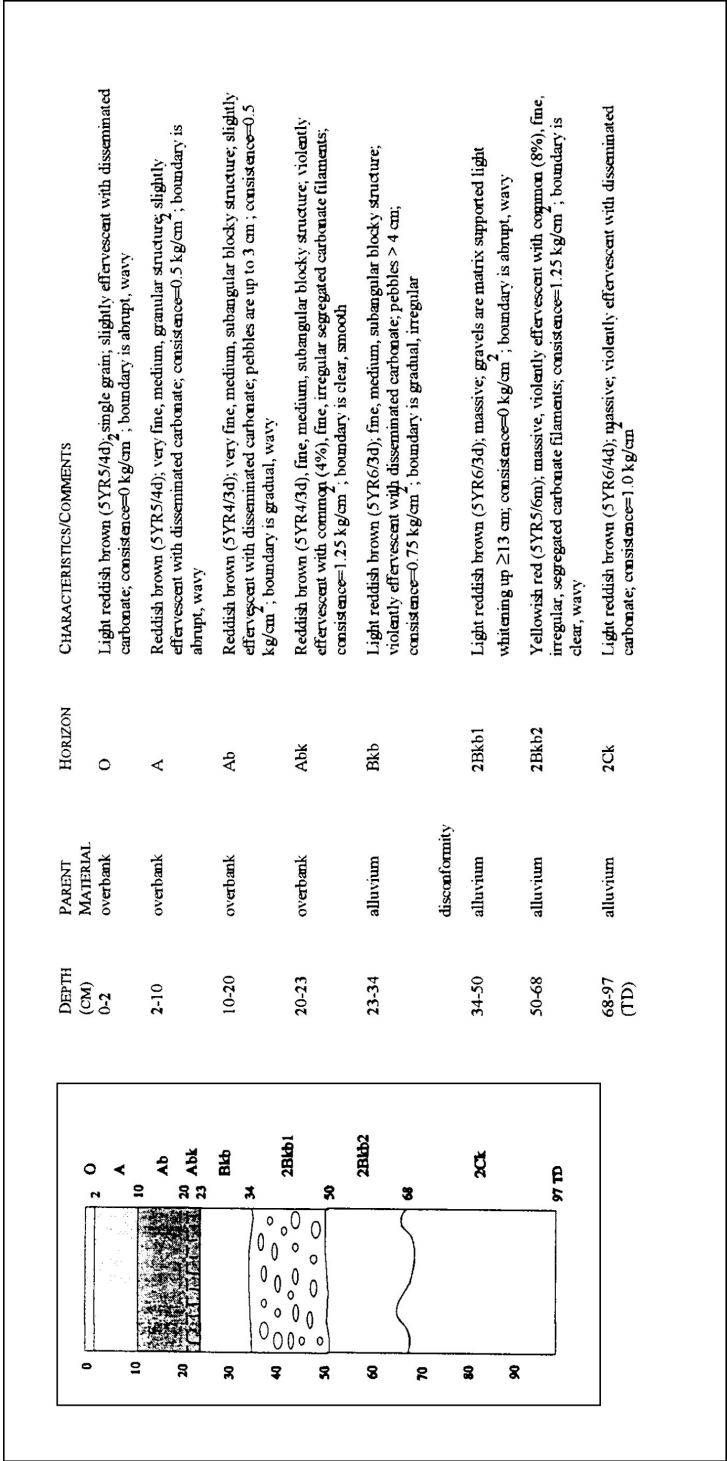 0
10
20
30
40
50
60
70
80
90
2
10
20
23
34
50
68
97 TD
O
A
Ab
Abk
Bkb
2Bkb1
2Bkb2
2Ck
DEPTH (CM) PARENT MATERIAL HORIZON CHARACTERISTICS/COMMENTS
0-2 overbank O Light reddish brown (5YR5/4d); single grain; slightly effervescent with disseminated
carbonate; consistence=0 kg/cm2; boundary is abrupt, wavy
2-10 overbank A Reddish brown (5YR5/4d); very fine, medium, granular structure; slightly
effervescent with disseminated carbonate; consistence=0.5 kg/cm2; boundary is
abrupt, wavy
10-20 overbank Ab Reddish brown (5YR4/3d); very fine, medium, subangular blocky structure; slightly
effervescent with disseminated carbonate; pebbles are up to 3 cm ; consistence=0.5
kg/cm2; boundary is gradual, wavy
20-23 overbank Abk Reddish brown (5YR4/3d), fine, medium, subangular blocky structure; violently
effervescent with common (4%), fine, irregular segregated carbonate filaments;
consistence=1.25 kg/cm2; boundary is clear, smooth
23-34 alluvium Bkb Light reddish brown (5YR6/3d); fine, medium, subangular blocky structure;
violently effervescent with disseminated carbonate; pebbles > 4 cm;
consistence=0.75 kg/cm2; boundary is gradual, irregular
disconformity
34-50 alluvium 2Bkb1 Light reddish brown (5YR6/3d); massive; gravels are matrix supported light
whitening up ≥13 cm; consistence=0 kg/cm2; boundary is abrupt, wavy
50-68 alluvium 2Bkb2 Yellowish red (5YR5/6m); massive, violently effervescent with common (8%), fine,
irregular, segregated carbonate filaments; consistence=1.25 kg/cm2; boundary is
clear, wavy
68-97 (TD) alluvium 2Ck Light reddish brown (5YR6/4d); massive; violently effervescent with disseminated
carbonate; consistence=1.0 kg/cm2